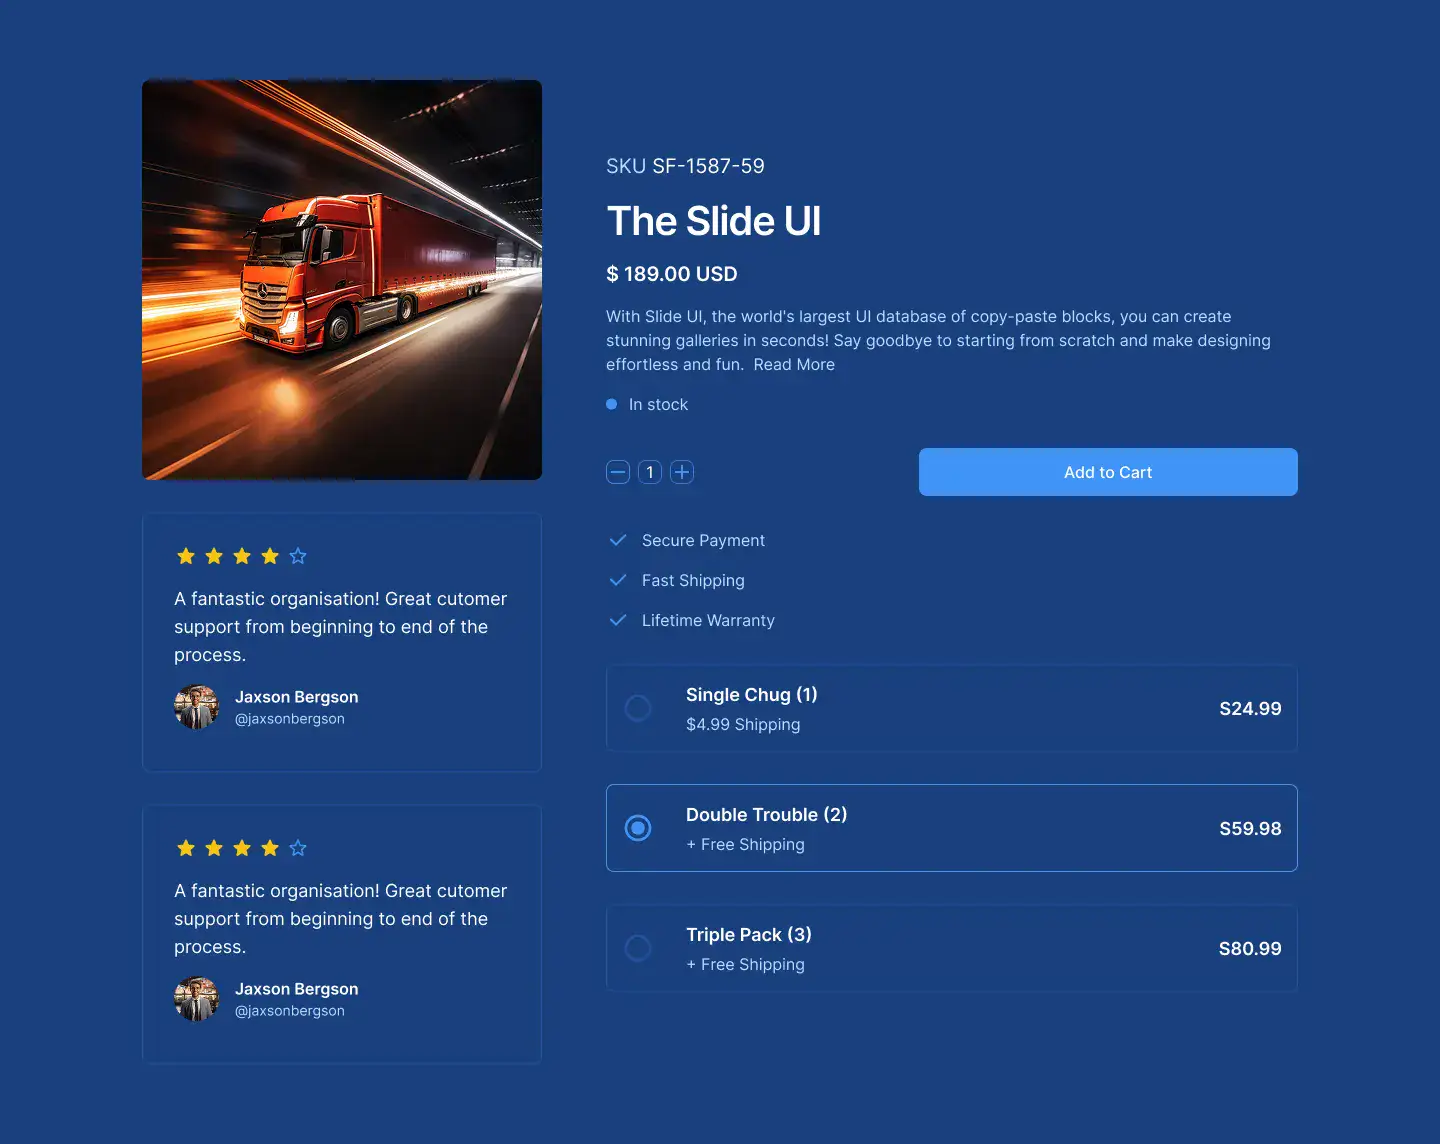 SKU SF-1587-59
The Slide UI
$ 189.00 USD
With Slide UI, the world's largest UI database of copy-paste blocks, you can create
stunning galleries in seconds! Say goodbye to starting from scratch and make designing
effortless and fun. Read More
In stock
1
Add to Cart
Secure Payment
Fast Shipping
Lifetime Warranty
Single Chug (1)
$4.99 Shipping
S24.99
Double Trouble (2)
+ Free Shipping
S59.98
Triple Pack (3)
+ Free Shipping
S80.99
A fantastic organisation! Great cutomer
support from beginning to end of the
process.
Jaxson Bergson
@jaxsonbergson
A fantastic organisation! Great cutomer
support from beginning to end of the
process.
Jaxson Bergson
@jaxsonbergson